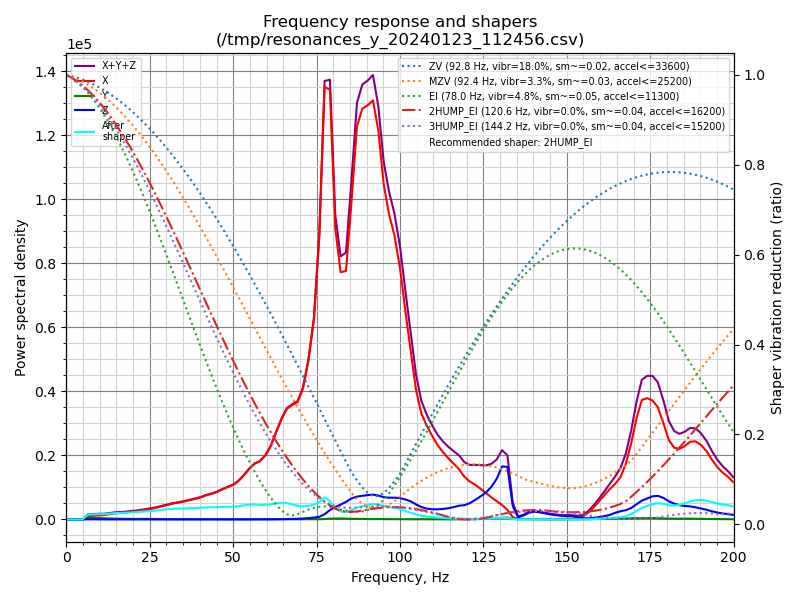 Frequency response and shapers
(/tmp/resonances_y_20240123_112456.csv)
1e5
X+Y+Z
X
Y
Z
After
shaper
ZV (92.8 Hz, vibr=18.0%, sm~=0.02, accel<=33600)
MZV (92.4 Hz, vibr=3.3%, sm~=0.03, accel<=25200)
EI (78.0 Hz, vibr=4.8%, sm~=0.05, accel<=11300)
2HUMP_EI (120.6 Hz, vibr=0.0%, sm~=0.04, accel<=16200)
3HUMP_EI (144.2 Hz, vibr=0.0%, sm~=0.04, accel<=15200)
Recommended shaper: 2HUMP_EI
Power spectral density
1.4
1.2
1.0
0.8
0.6
0.4
0.2
0.0
1.0
0.8
0.6
0.4
0.2
0.0
Shaper vibration reduction (ratio)
0 25 50 75 100 125 150 175 200
Frequency, Hz